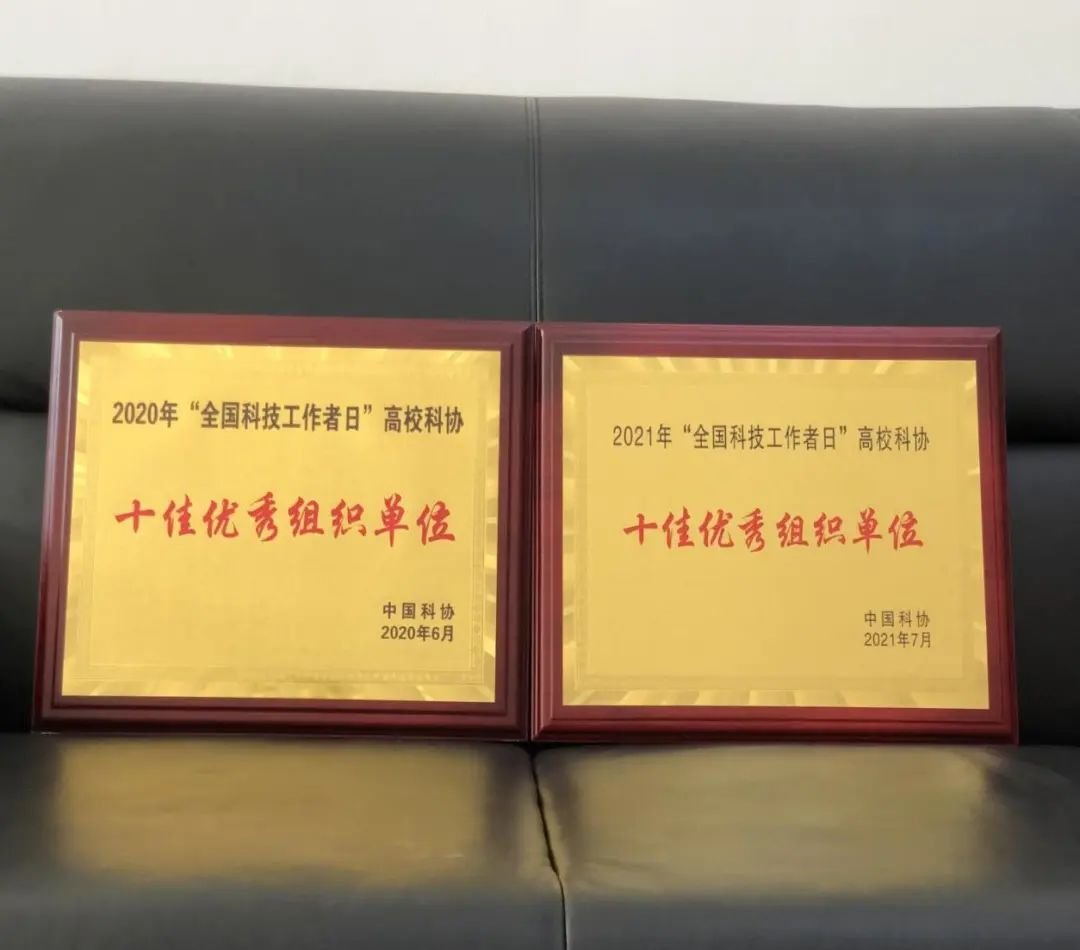 2020年“全国科技工作者日”高校科协
十佳优秀组织单位
中国科协
2020年6月
2021年“全国科技工作者日”高校科协
十佳优秀组织单位
中国科协
2021年7月